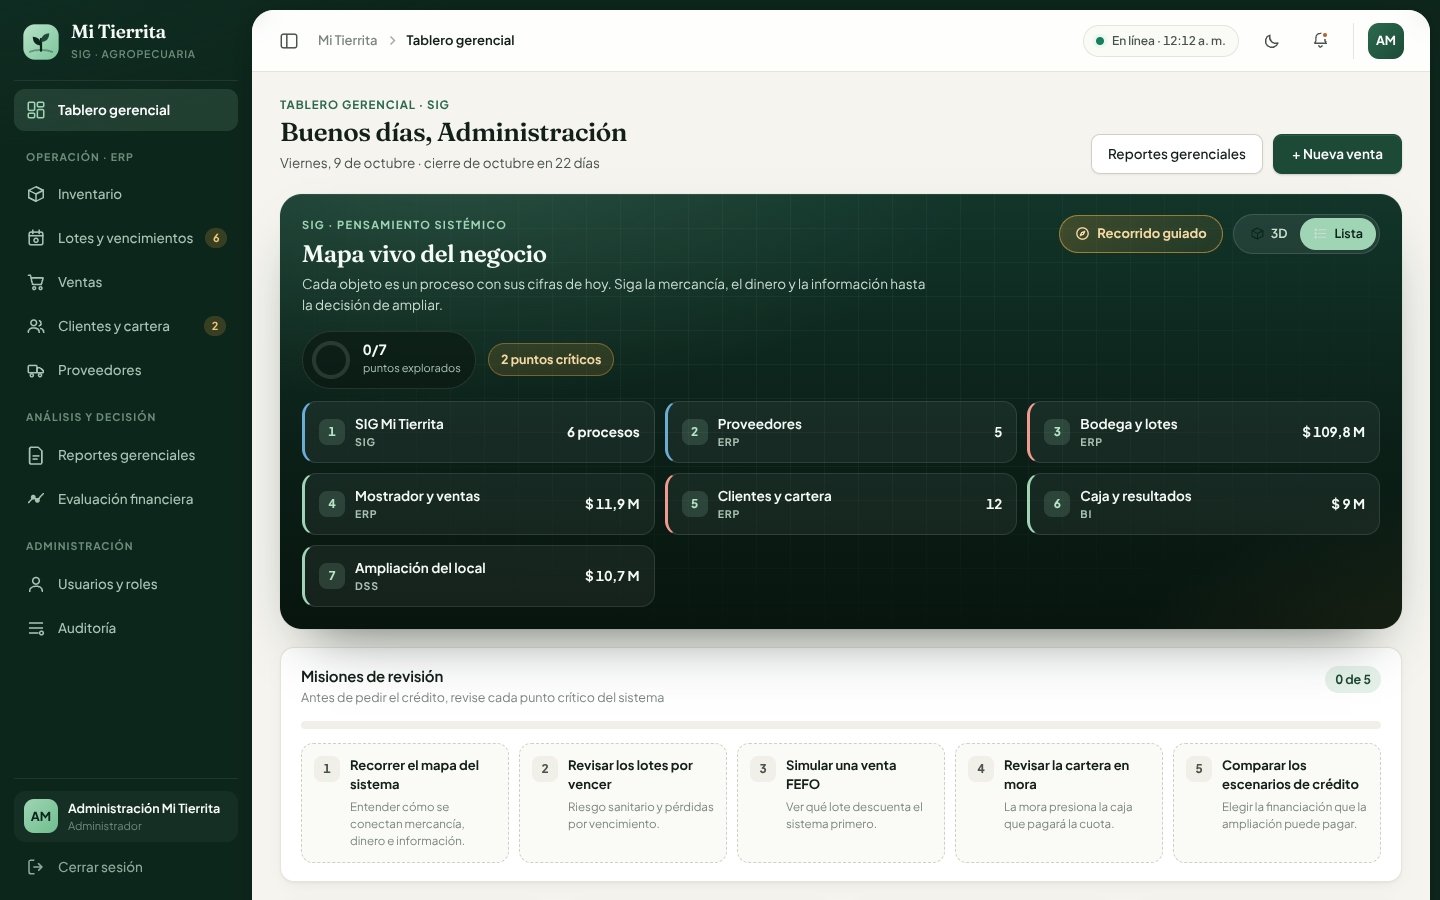 Mi Tierrita
SIG · AGROPECUARIA
Tablero gerencial
OPERACIÓN · ERP
Inventario
Lotes y vencimientos 6
Ventas
Clientes y cartera 2
Proveedores
ANÁLISIS Y DECISIÓN
Reportes gerenciales
Evaluación financiera
ADMINISTRACIÓN
Usuarios y roles
Auditoría
AM
Administración Mi Tierrita
Administrador
Cerrar sesión
Mi Tierrita > Tablero gerencial
En línea · 12:12 a. m.
AM
TABLERO GERENCIAL · SIG
Buenos días, Administración
Viernes, 9 de octubre · cierre de octubre en 22 días
Reportes gerenciales
+ Nueva venta
SIG · PENSAMIENTO SISTÉMICO
Mapa vivo del negocio
Cada objeto es un proceso con sus cifras de hoy. Siga la mercancía, el dinero y la información hasta
la decisión de ampliar.
Recorrido guiado
3D
Lista
0/7
puntos explorados
2 puntos críticos
1
SIG Mi Tierrita
SIG
6 procesos
2
Proveedores
ERP
5
3
Bodega y lotes
ERP
$ 109,8 M
4
Mostrador y ventas
ERP
$ 11,9 M
5
Clientes y cartera
ERP
12
6
Caja y resultados
BI
$ 9 M
7
Ampliación del local
DSS
$ 10,7 M
Misiones de revisión
Antes de pedir el crédito, revise cada punto crítico del sistema
0 de 5
1
Recorrer el mapa del
sistema
Entender cómo se
conectan mercancía,
dinero e información.
2
Revisar los lotes por
vencer
Riesgo sanitario y pérdidas
por vencimiento.
3
Simular una venta
FEFO
Ver qué lote descuenta el
sistema primero.
4
Revisar la cartera en
mora
La mora presiona la caja
que pagará la cuota.
5
Comparar los
escenarios de crédito
Elegir la financiación que la
ampliación puede pagar.